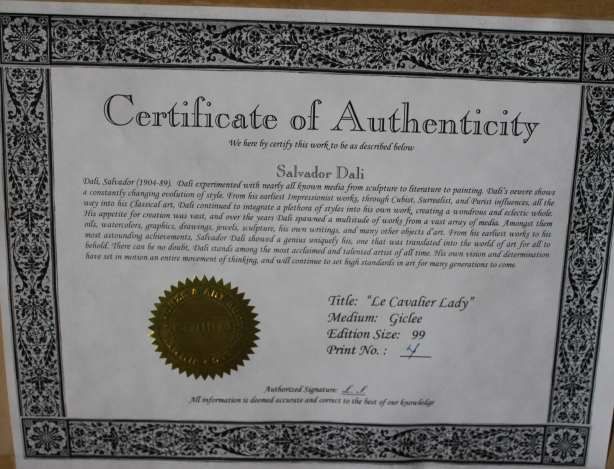 Certificate of Authenticity
We here by certify this work to be as described below
Salvador Dali
Dali, Salvador (1904-89). Dali experimented with nearly all known media from sculpture to literature to painting. Dali's oeuvre shows
a constantly changing evolution of style. From his earliest Impressionist works, through Cubist, Surrealist, and Purist influences, all the
way into his Classical art, Dali continued to integrate a plethora of styles into his own work, creating a wondrous and eclectic whole.
His appetite for creation was vast, and over the years Dali spawned a multitude of works from a vast array of media. Amongst them
oils, watercolors, graphics, drawings, jewels, sculpture, his own writings, and many other objects d'art. From his earliest works to his
most astounding achievements, Salvador Dali showed a genius uniquely his, one that was translated into the world of art for all to
behold. There can be no doubt, Dali stands among the most acclaimed and talented artist of all time. His own vision and determination
have set in motion an entire movement of thinking, and will continue to set high standards in art for many generations to come.
Title: "Le Cavalier Lady"
Medium: Giclee
Edition Size: 99
Print No. : 4
Authorized Signature:
All information is deemed accurate and correct to the best of our knowledge